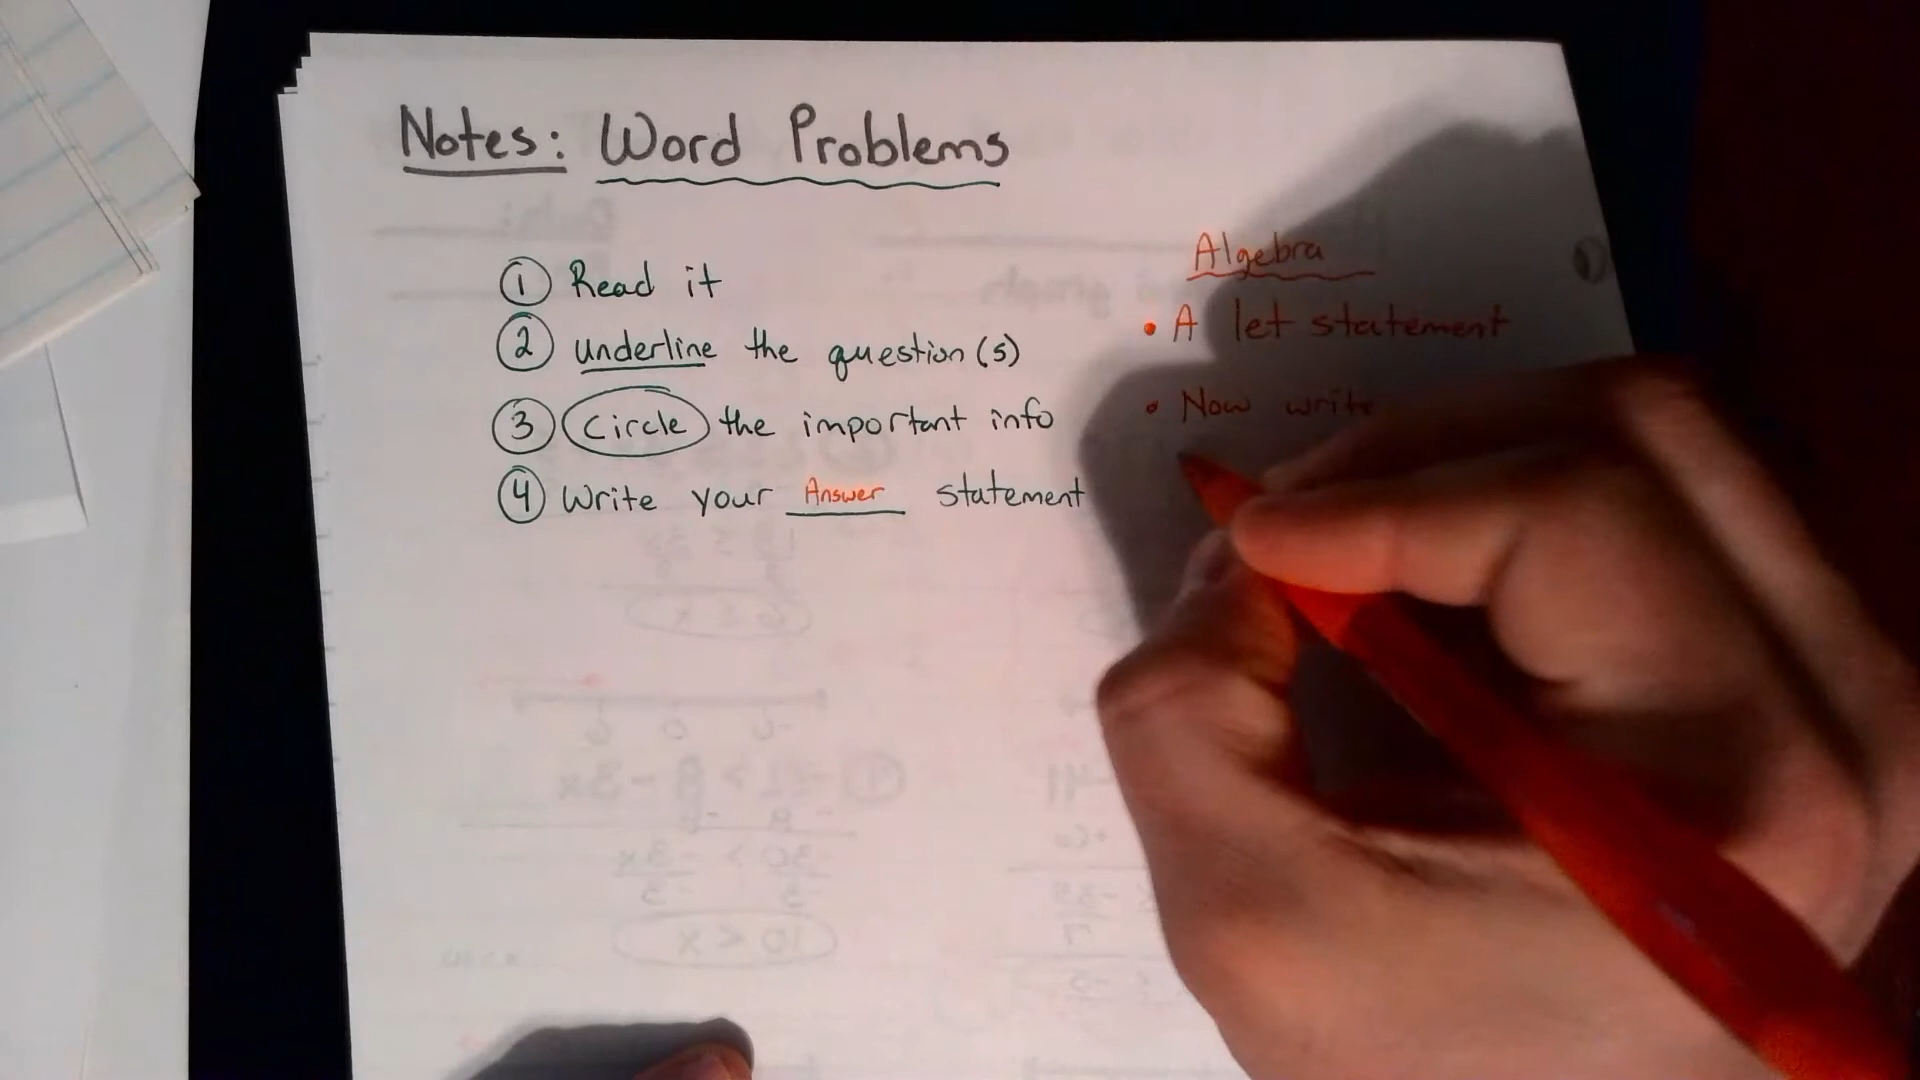 Notes: Word Problems
① Read it
② underline the question(s)
③ Circle the important info
④ Write your Answer statement
Algebra
• A let statement
• Now write